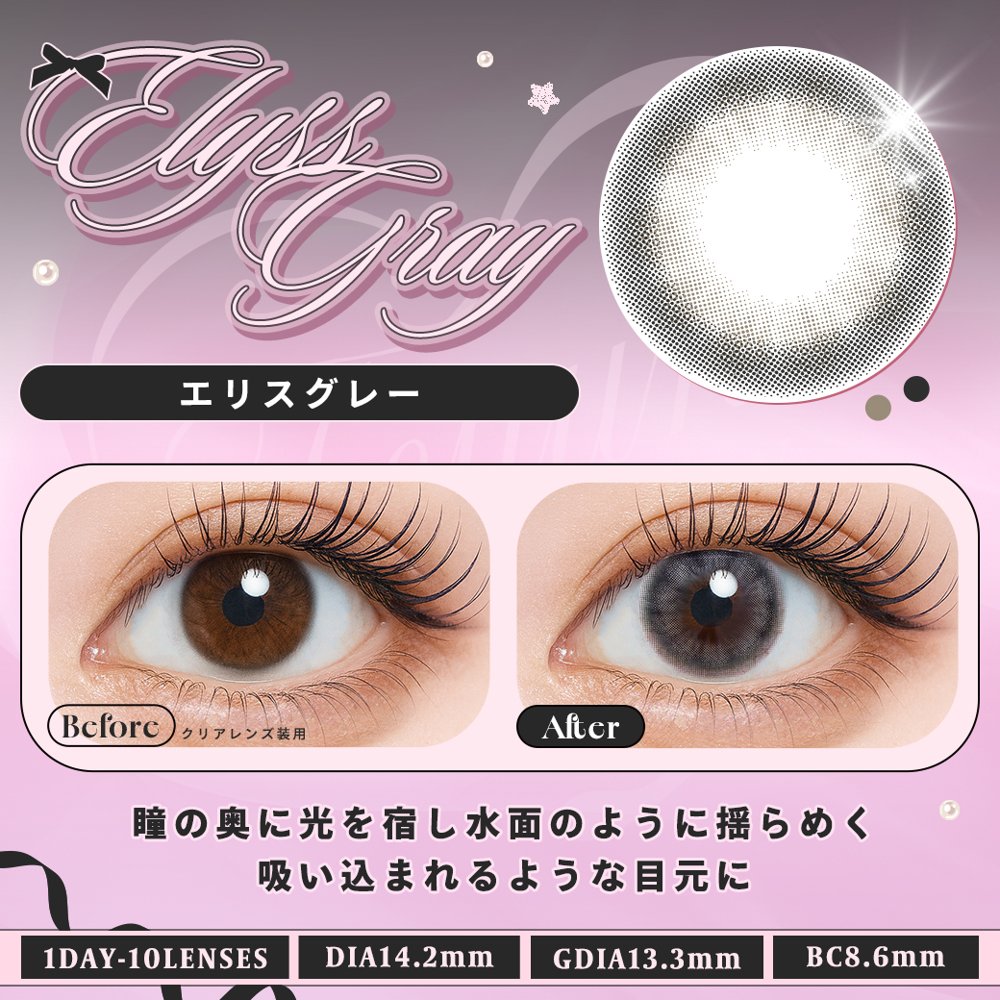 Elyss
Gray
エリスグレー
Before
クリアレンズ装用
After
瞳の奥に光を宿し水面のように揺らめく
吸い込まれるような目元に
1DAY-10LENSES
DIA14.2mm
GDIA13.3mm
BC8.6mm